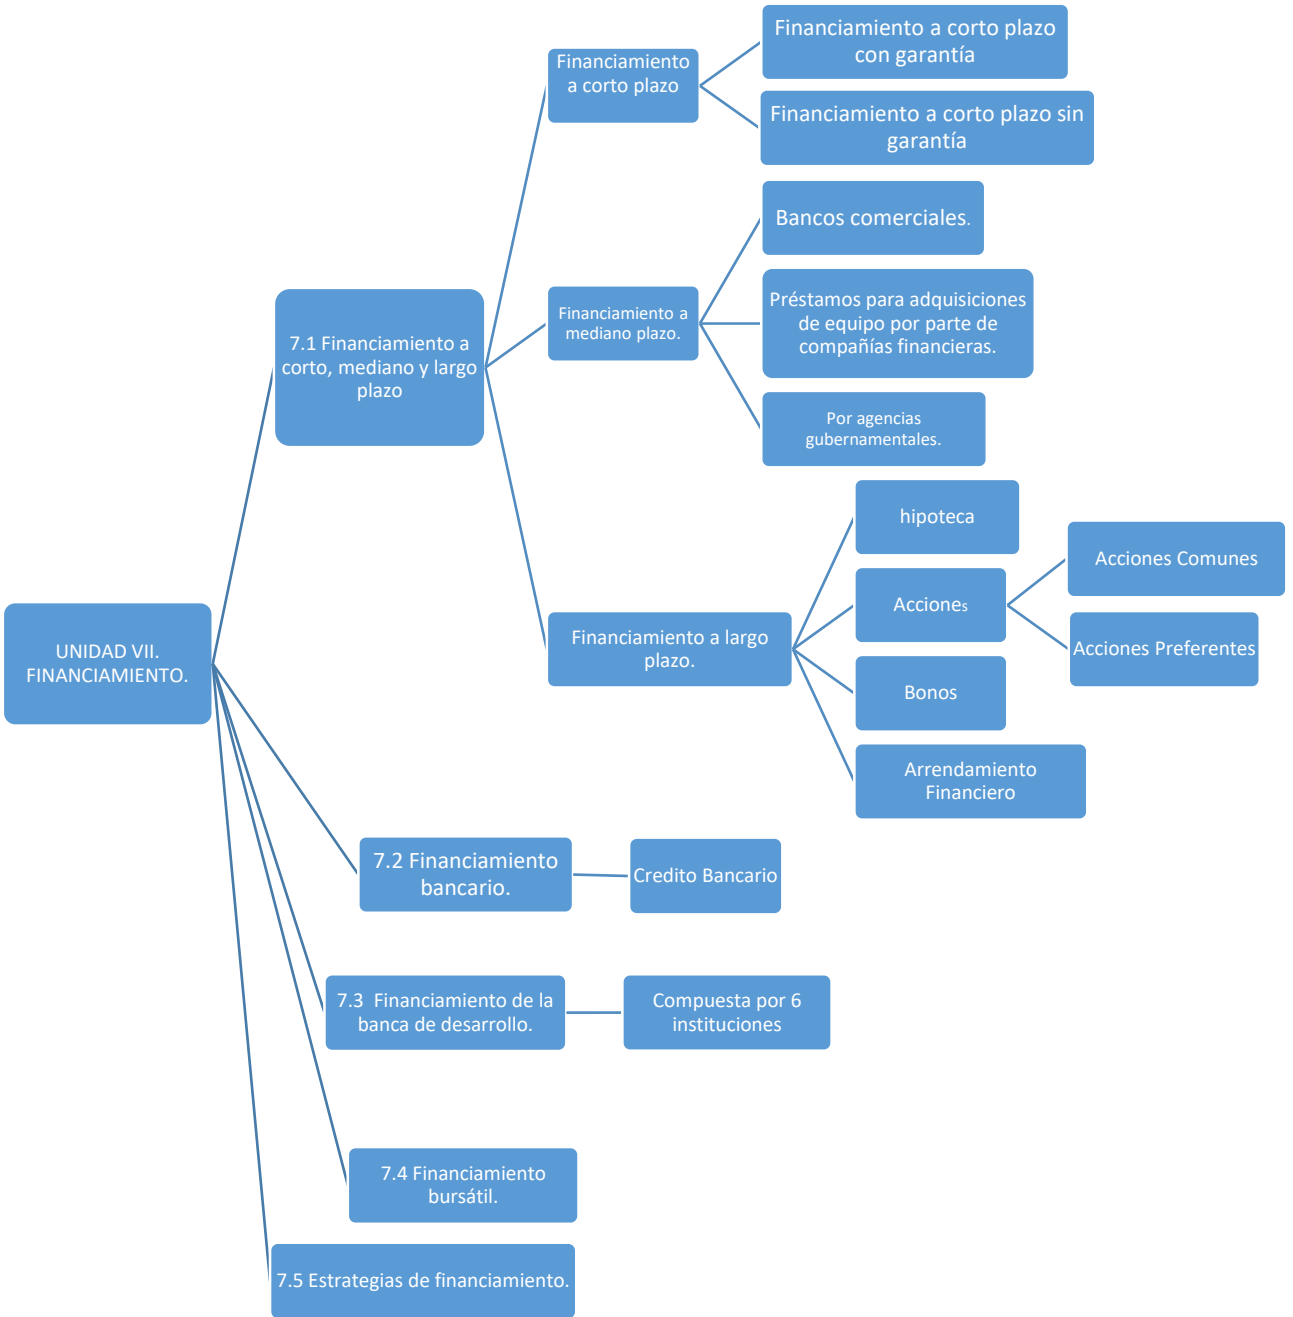 Financiamiento a corto plazo
con garantía
Financiamiento
a corto plazo
Financiamiento a corto plazo sin
garantía
Bancos comerciales.
Préstamos para adquisiciones
de equipo por parte de
compañías financieras.
Financiamiento a
mediano plazo.
7.1 Financiamiento a
corto, mediano y largo
plazo
Por agencias
gubernamentales.
hipoteca
Acciones Comunes
Acciones
Acciones Preferentes
Financiamiento a largo
plazo.
UNIDAD VII.
FINANCIAMIENTO.
Bonos
Arrendamiento
Financiero
7.2 Financiamiento
bancario.
Credito Bancario
7.3  Financiamiento de la
banca de desarrollo.
Compuesta por 6
instituciones
7.4 Financiamiento
bursátil.
7.5 Estrategias de financiamiento.